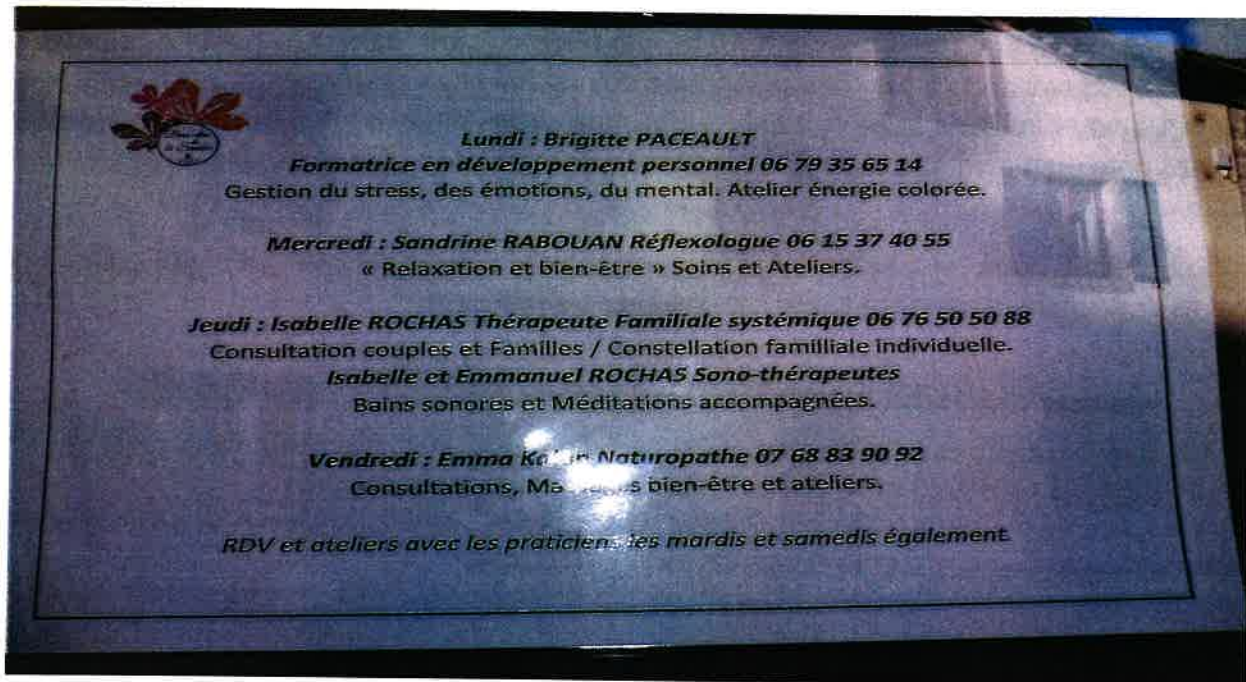 Lundi : Brigitte PACEAULT
Formatrice en développement personnel 06 79 35 65 14
Gestion du stress, des émotions, du mental. Atelier énergie colorée.
Mercredi : Sandrine RABOUAN Réflexologue 06 15 37 40 55
« Relaxation et bien-être » Soins et Ateliers.
Jeudi : Isabelle ROCHAS Thérapeute Familiale systémique 06 76 50 50 88
Consultation couples et Familles / Constellation familliale individuelle.
Isabelle et Emmanuel ROCHAS Sono-thérapeutes
Bains sonores et Méditations accompagnées.
Vendredi : Emma Naturopathe 07 68 83 90 92
Consultations, bien-être et ateliers.
RDV et ateliers avec les praticiens les mardis et samedis également.